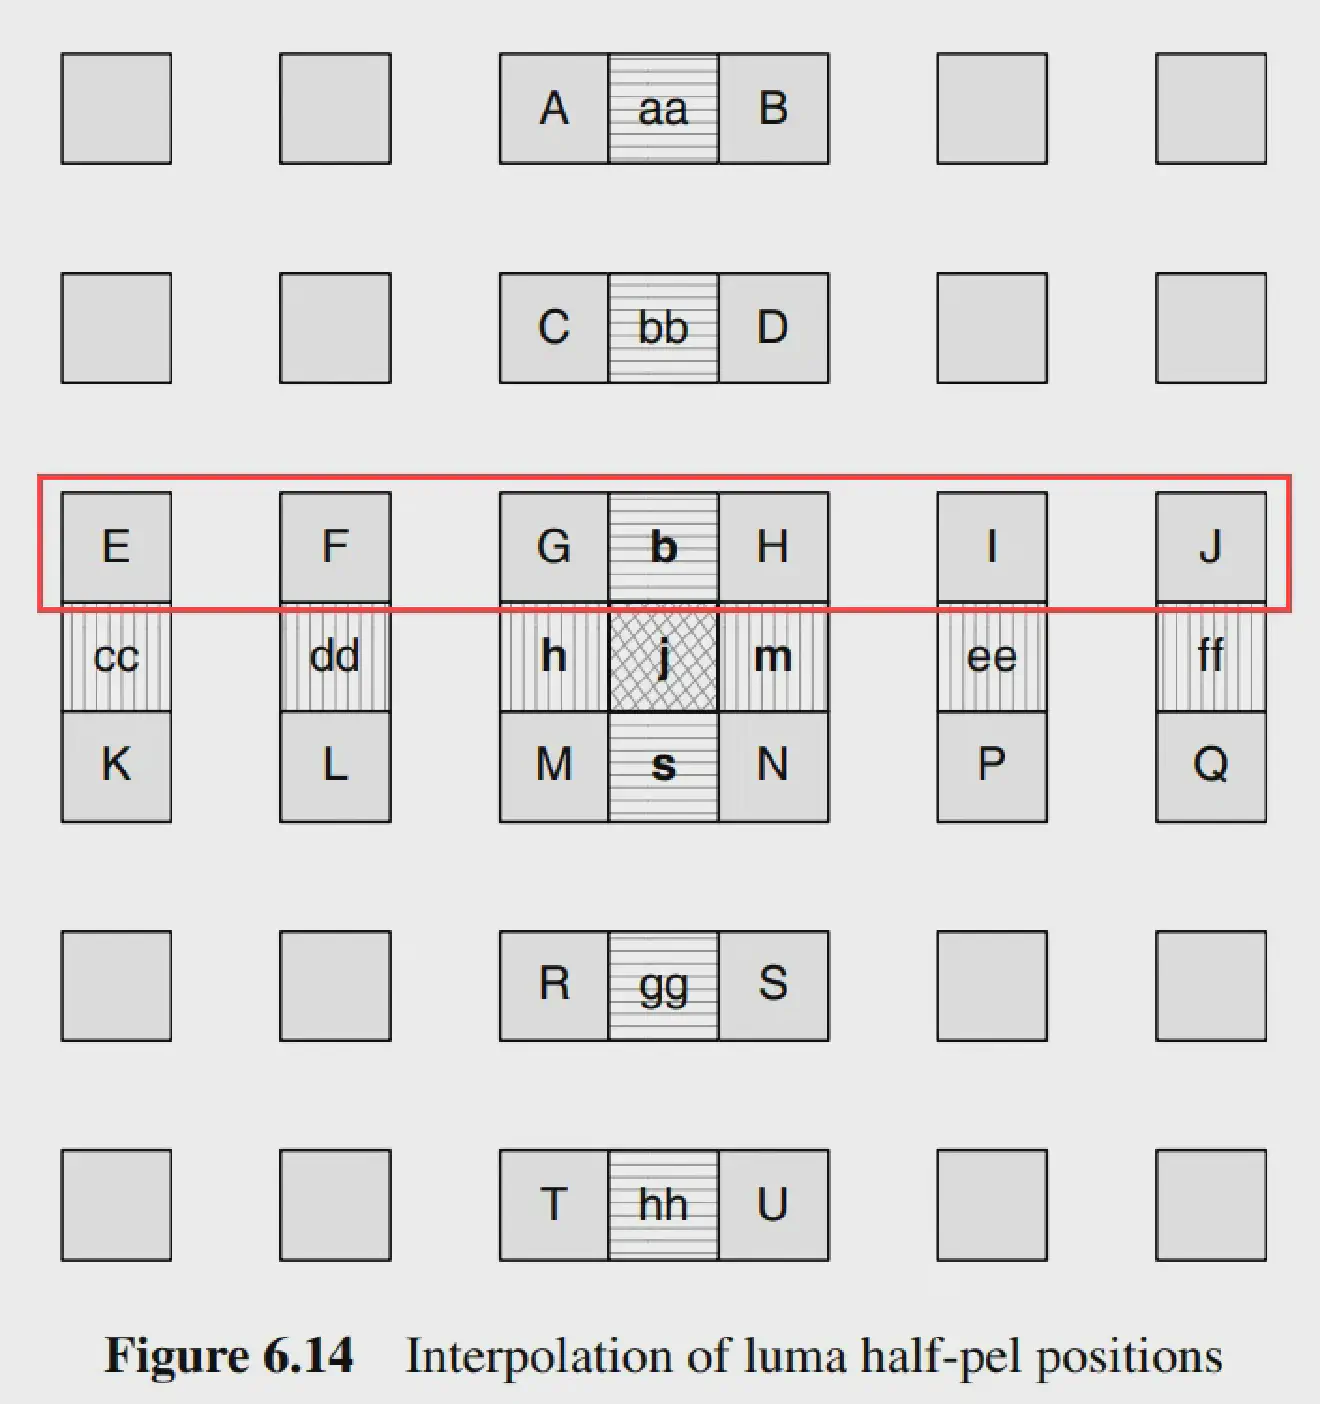 A aa B
C bb D
E F G b H I J
cc dd h j m ee ff
K L M s N P Q
R gg S
T hh U
Figure 6.14 Interpolation of luma half-pel positions